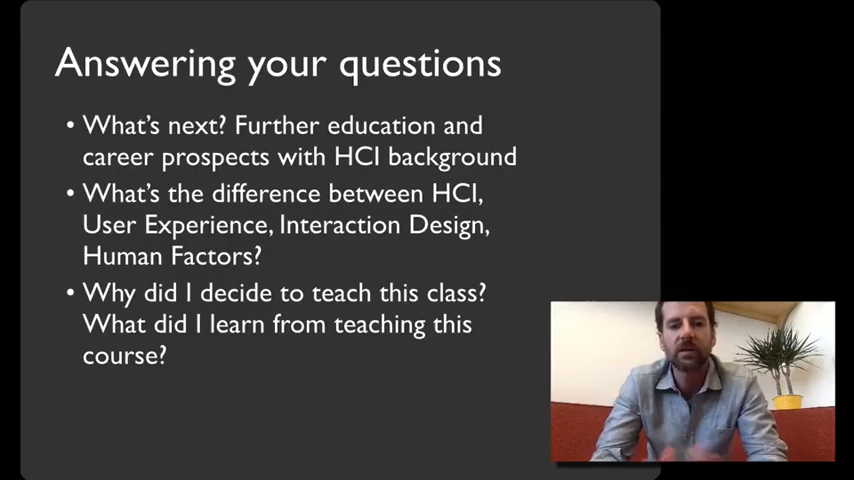 Answering your questions
• What's next? Further education and
career prospects with HCI background
• What's the difference between HCI,
User Experience, Interaction Design,
Human Factors?
• Why did I decide to teach this class?
What did I learn from teaching this
course?